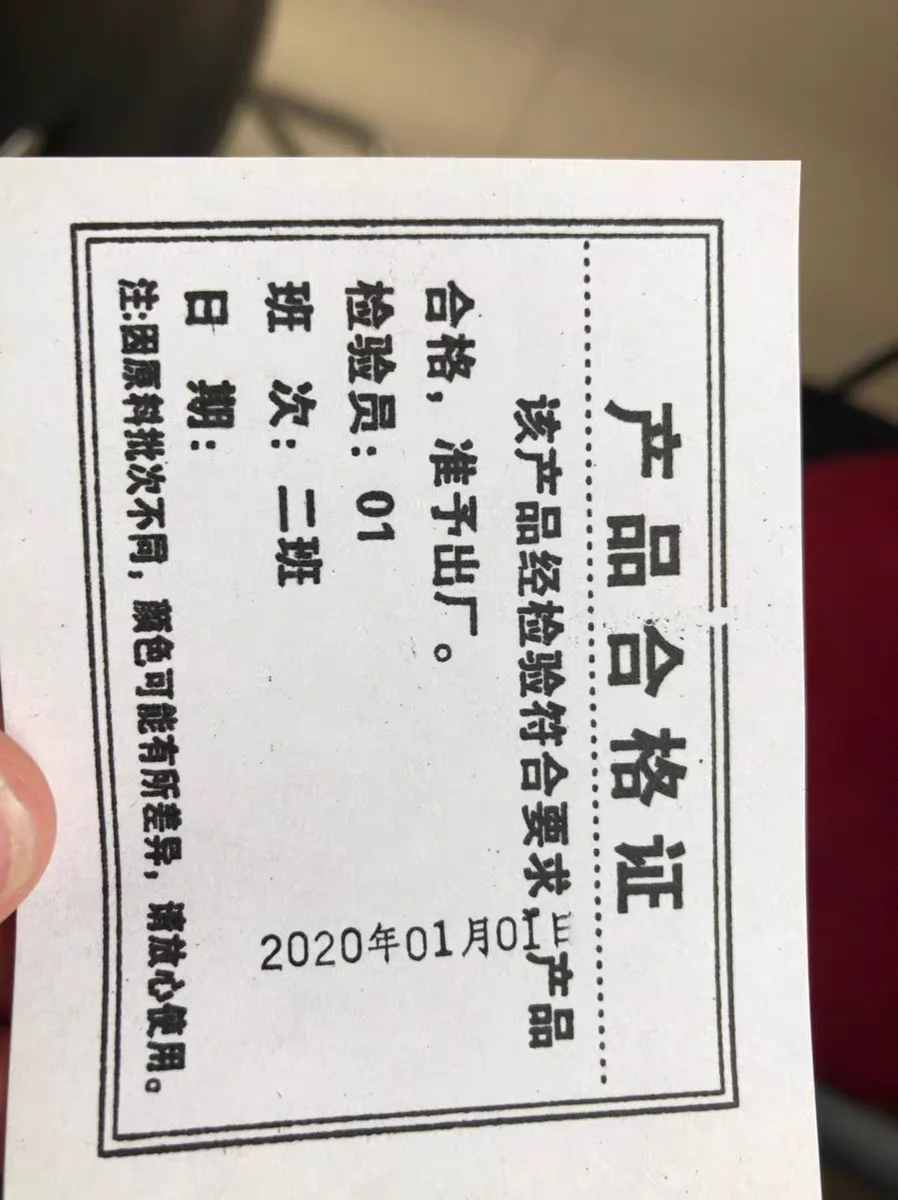 产品合格证
该产品经检验符合要求,产品
合格，准予出厂。
检验员：01
班 次：二班
日 期：
注:因原料批次不同，颜色可能有所差异，请放心使用。
2020年01月01日